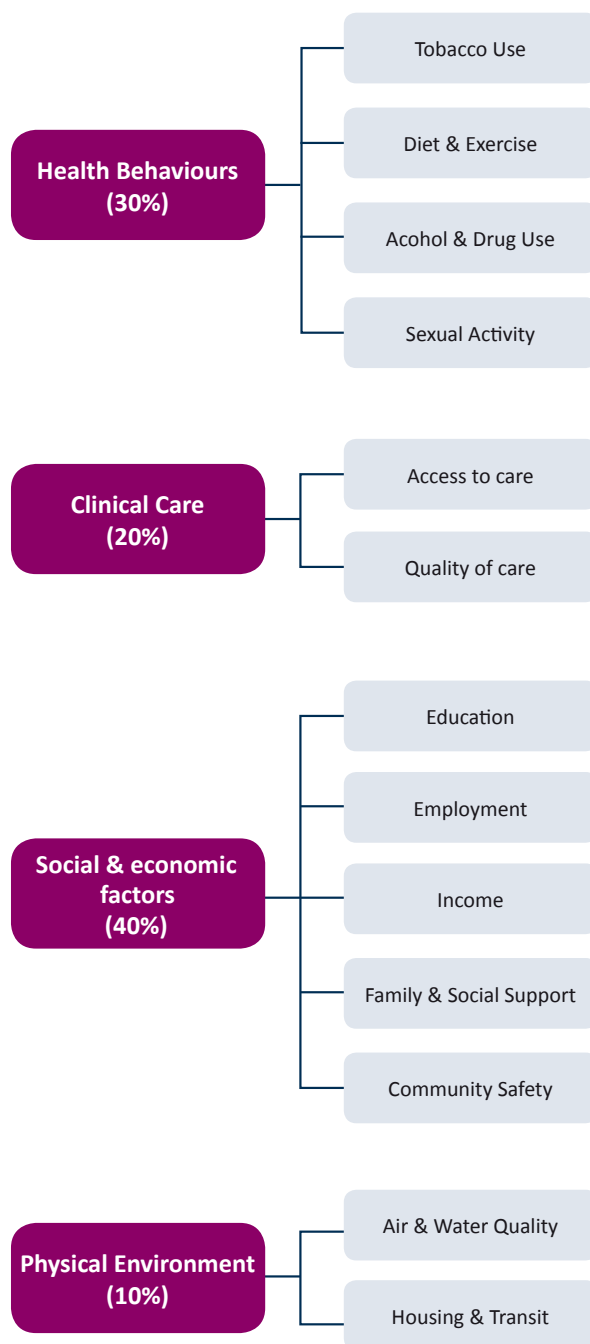 Tobacco Use
Health Behaviours
(30%)
Diet & Exercise
Acohol & Drug Use
Sexual Activity
Clinical Care
(20%)
Access to care
Quality of care
Education
Employment
Social & economic
factors
(40%)
Income
Family & Social Support
Community Safety
Physical Environment
(10%)
Air & Water Quality
Housing & Transit